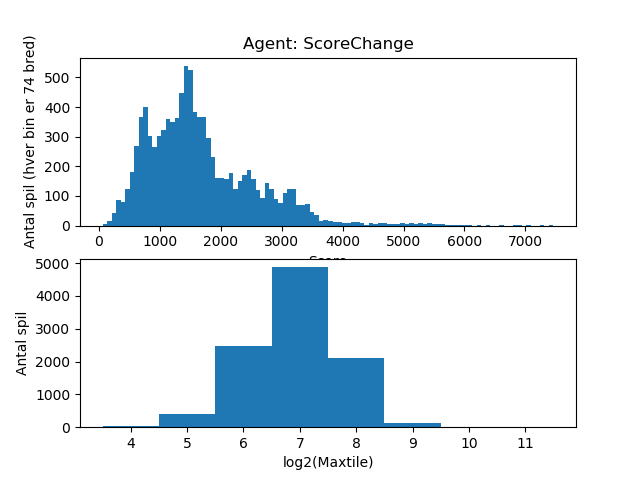 Agent: ScoreChange
Antal spil (hver bin er 74 bred)
500
400
300
200
100
0
0 1000 2000 3000 4000 5000 6000 7000
Antal spil
5000
4000
3000
2000
1000
0
4 5 6 7 8 9 10 11
log2(Maxtile)